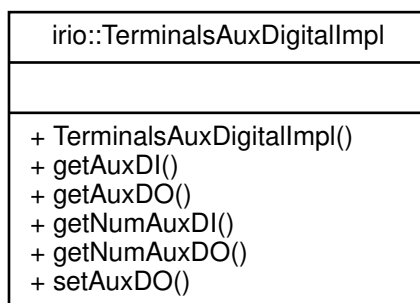 irio::TerminalsAuxDigitalImpl
+ TerminalsAuxDigitalImpl()
+ getAuxDI()
+ getAuxDO()
+ getNumAuxDI()
+ getNumAuxDO()
+ setAuxDO()